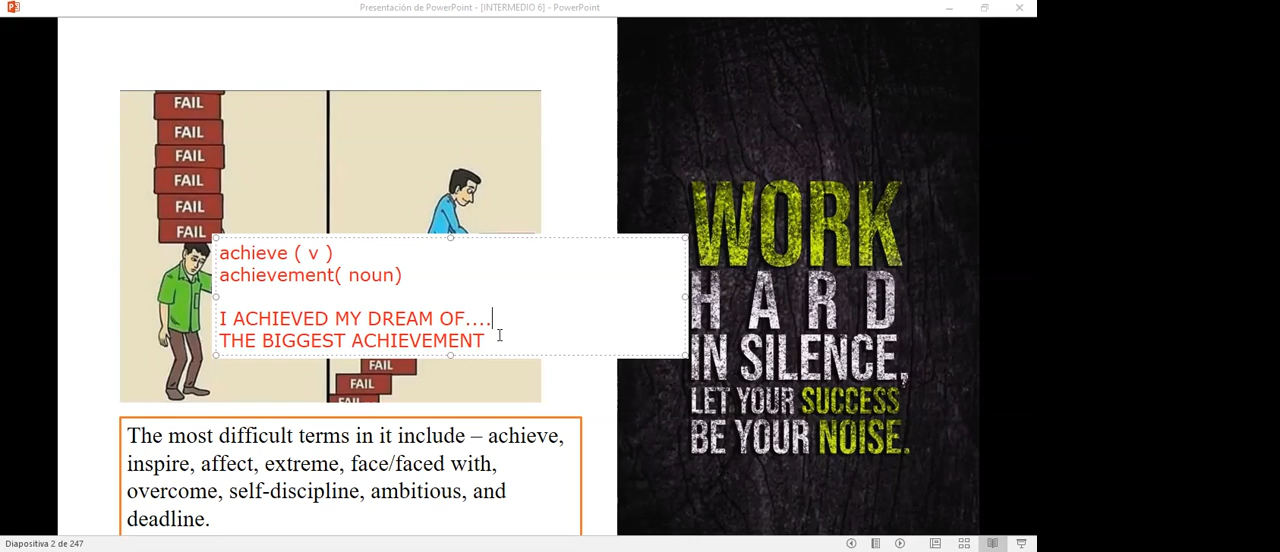 Presentación de PowerPoint - [INTERMEDIO 6] - PowerPoint
FAIL
FAIL
FAIL
FAIL
FAIL
FAIL
achieve ( v )
achievement( noun)
I ACHIEVED MY DREAM OF....
THE BIGGEST ACHIEVEMENT
FAIL
FAIL
FAIL
The most difficult terms in it include – achieve,
inspire, affect, extreme, face/faced with,
overcome, self-discipline, ambitious, and
deadline.
WORK
HARD
IN SILENCE,
LET YOUR SUCCESS
BE YOUR NOISE.
Diapositiva 2 de 247